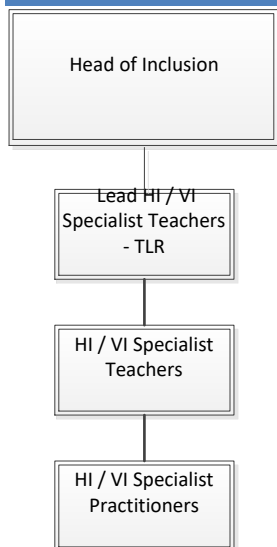 Head of Inclusion
Lead HI / VI
Specialist Teachers
- TLR
HI / VI Specialist
Teachers
HI / VI Specialist
Practitioners